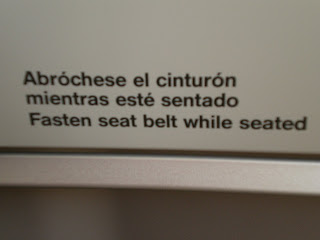 Abróchese el cinturón
mientras esté sentado
Fasten seat belt while seated